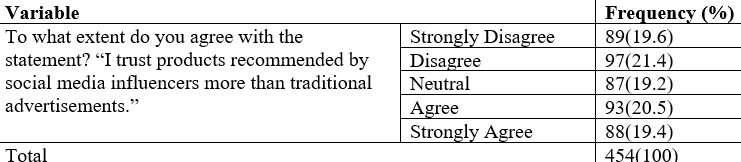 Variable Frequency (%)
To what extent do you agree with the Strongly Disagree 89(19.6)
statement? “I trust products recommended by Disagree 97(21.4)
social media influencers more than traditional Neutral 87(19.2)
advertisements.” Agree 93(20.5)
Strongly Agree 88(19.4)
Total 454(100)